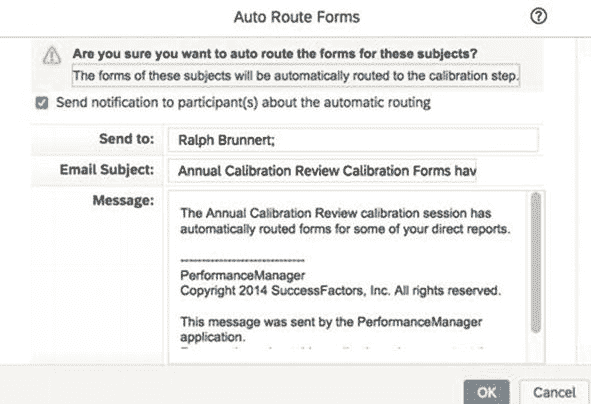 Auto Route Forms
Are you sure you want to auto route the forms for these subjects?
The forms of these subjects will be automatically routed to the calibration step.
Send notification to participant(s) about the automatic routing
Send to: Ralph Brunnert;
Email Subject: Annual Calibration Review Calibration Forms hav
Message:
The Annual Calibration Review calibration session has
automatically routed forms for some of your direct reports.
----------------------------
PerformanceManager
Copyright 2014 SuccessFactors, Inc. All rights reserved.
This message was sent by the PerformanceManager
application.
OK Cancel